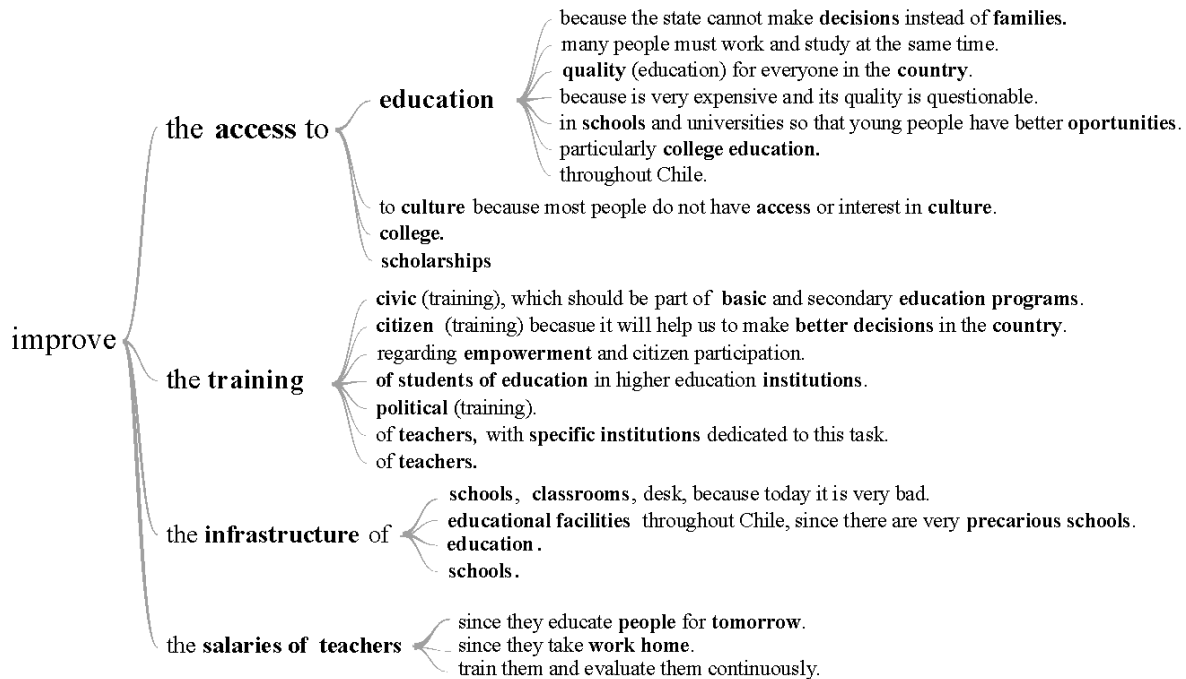 improve
the access to
education
because the state cannot make decisions instead of families.
many people must work and study at the same time.
quality (education) for everyone in the country.
because is very expensive and its quality is questionable.
in schools and universities so that young people have better oportunities.
particularly college education.
throughout Chile.
to culture because most people do not have access or interest in culture.
college.
scholarships
the training
civic (training), which should be part of basic and secondary education programs.
citizen (training) becasue it will help us to make better decisions in the country.
regarding empowerment and citizen participation.
of students of education in higher education institutions.
political (training).
of teachers, with specific institutions dedicated to this task.
of teachers.
the infrastructure of
schools, classrooms, desk, because today it is very bad.
educational facilities throughout Chile, since there are very precarious schools.
education.
schools.
the salaries of teachers
since they educate people for tomorrow.
since they take work home.
train them and evaluate them continuously.